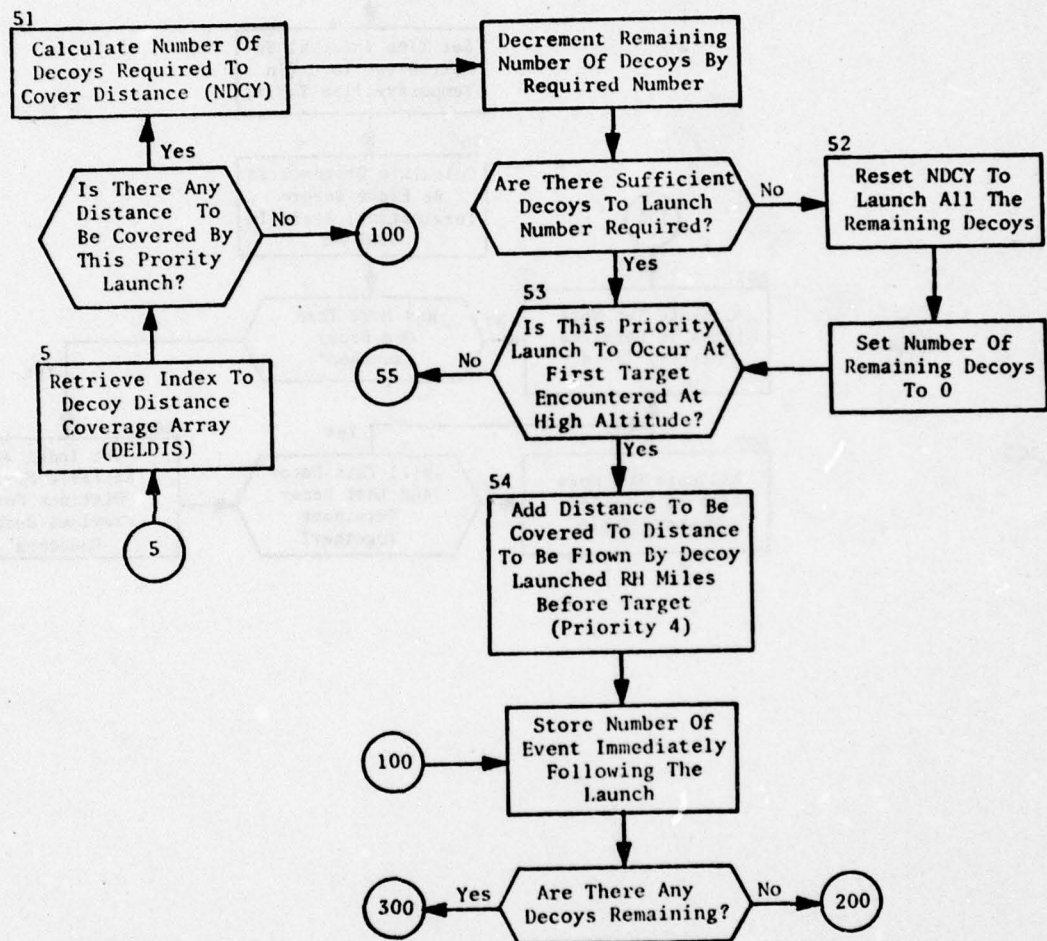 51
Calculate Number Of
Decoys Required To
Cover Distance (NDCY)
Decrement Remaining
Number Of Decoys By
Required Number
Yes
Is There Any
Distance To
Be Covered By
This Prority
Launch?
No
100
Are There Sufficient
Decoys To Launch
Number Required?
No
52
Reset NDCY To
Launch All The
Remaining Decoys
Yes
53
Is This Priority
Launch To Occur At
First Target
Encountered At
High Altitude?
No
55
Set Number Of
Remaining Decoys
To 0
5
Retrieve Index To
Decoy Distance
Coverage Array
(DELDIS)
5
Yes
54
Add Distance To Be
Covered To Distance
To Be Flown By Decoy
Launched RH Miles
Before Target
(Priority 4)
100
Store Number Of
Event Immediately
Following The
Launch
300
Yes
Are There Any
Decoys Remaining?
No
200